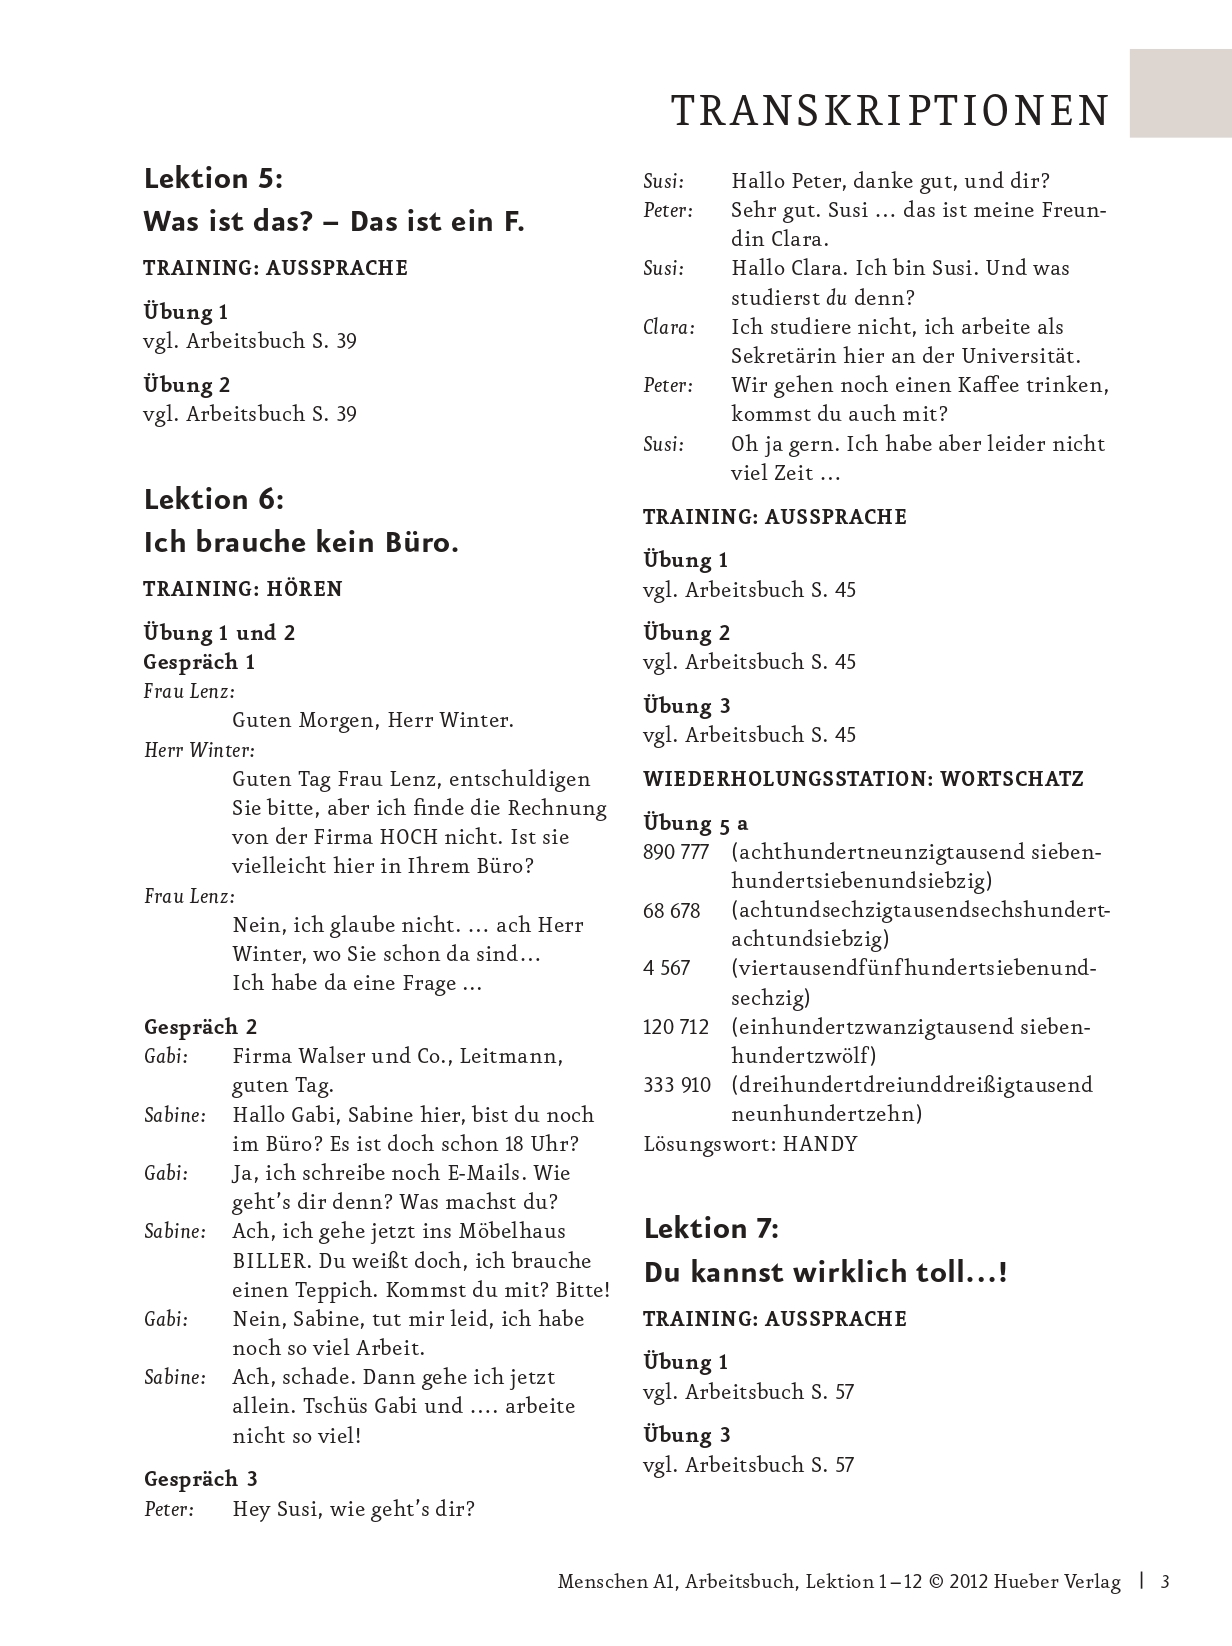 TRANSKRIPTIONEN
Lektion 5:
Was ist das? – Das ist ein F.
TRAINING: AUSSPRACHE
Übung 1
vgl. Arbeitsbuch S. 39
Übung 2
vgl. Arbeitsbuch S. 39
Lektion 6:
Ich brauche kein Büro.
TRAINING: HÖREN
Übung 1 und 2
Gespräch 1
Frau Lenz:
Guten Morgen, Herr Winter.
Herr Winter:
Guten Tag Frau Lenz, entschuldigen
Sie bitte, aber ich finde die Rechnung
von der Firma HOCH nicht. Ist sie
vielleicht hier in Ihrem Büro?
Frau Lenz:
Nein, ich glaube nicht. … ach Herr
Winter, wo Sie schon da sind…
Ich habe da eine Frage …
Gespräch 2
Gabi: Firma Walser und Co., Leitmann,
guten Tag.
Sabine: Hallo Gabi, Sabine hier, bist du noch
im Büro? Es ist doch schon 18 Uhr?
Gabi: Ja, ich schreibe noch E-Mails. Wie
geht’s dir denn? Was machst du?
Sabine: Ach, ich gehe jetzt ins Möbelhaus
BILLER. Du weißt doch, ich brauche
einen Teppich. Kommst du mit? Bitte!
Gabi: Nein, Sabine, tut mir leid, ich habe
noch so viel Arbeit.
Sabine: Ach, schade. Dann gehe ich jetzt
allein. Tschüs Gabi und …. arbeite
nicht so viel!
Gespräch 3
Peter: Hey Susi, wie geht’s dir?
Susi: Hallo Peter, danke gut, und dir?
Peter: Sehr gut. Susi … das ist meine Freun-
din Clara.
Susi: Hallo Clara. Ich bin Susi. Und was
studierst du denn?
Clara: Ich studiere nicht, ich arbeite als
Sekretärin hier an der Universität.
Peter: Wir gehen noch einen Kaffee trinken,
kommst du auch mit?
Susi: Oh ja gern. Ich habe aber leider nicht
viel Zeit …
TRAINING: AUSSPRACHE
Übung 1
vgl. Arbeitsbuch S. 45
Übung 2
vgl. Arbeitsbuch S. 45
Übung 3
vgl. Arbeitsbuch S. 45
WIEDERHOLUNGSSTATION: WORTSCHATZ
Übung 5 a
890 777 (achthundertneunzigtausend sieben-
hundertsiebenundsiebzig)
68 678 (achtundsechzigtausendsechshundert-
achtundsiebzig)
4 567 (viertausendfünfhundertsiebenund-
sechzig)
120 712 (einhundertzwanzigtausend sieben-
hundertzwölf)
333 910 (dreihundertdreiunddreißigtausend
neunhundertzehn)
Lösungswort: HANDY
Lektion 7:
Du kannst wirklich toll…!
TRAINING: AUSSPRACHE
Übung 1
vgl. Arbeitsbuch S. 57
Übung 3
vgl. Arbeitsbuch S. 57
Menschen A1, Arbeitsbuch, Lektion 1–12 © 2012 Hueber Verlag | 3